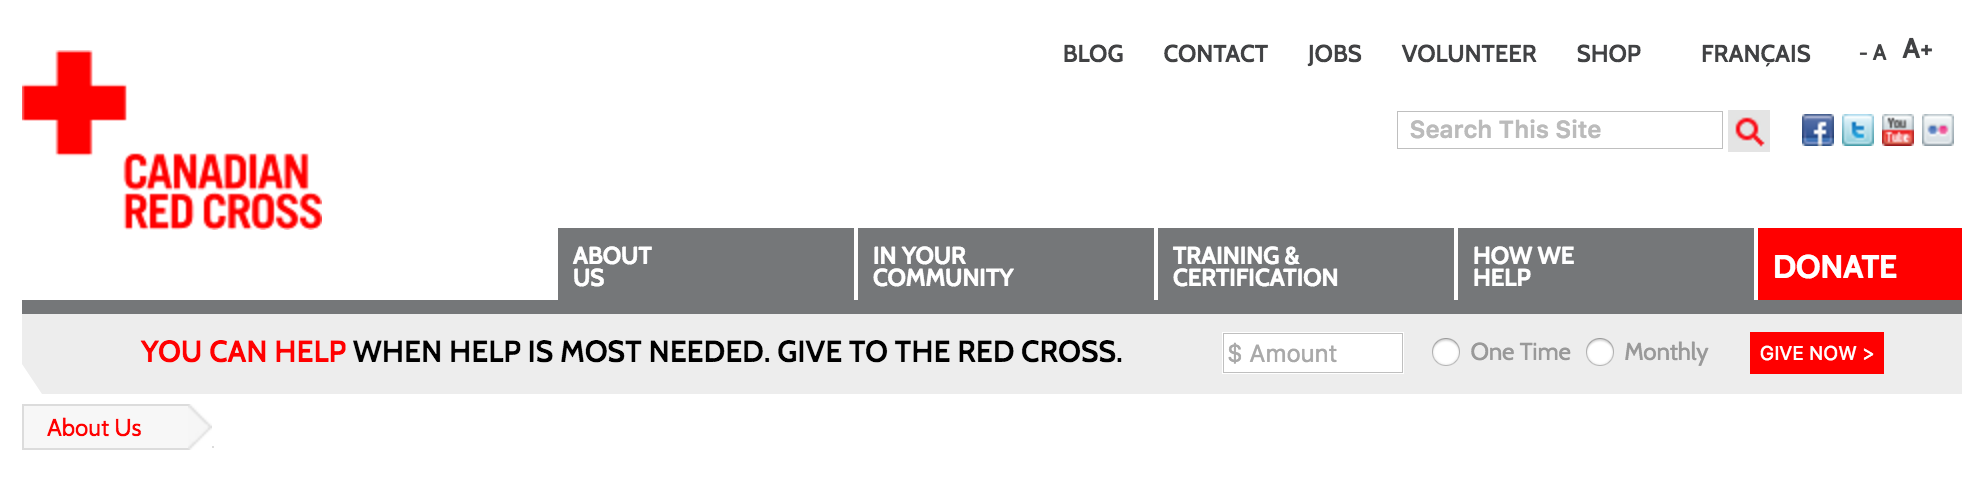 BLOG CONTACT JOBS VOLUNTEER SHOP FRANÇAIS - A A+
Search This Site
You Tube
CANADIAN
RED CROSS
ABOUT US
IN YOUR COMMUNITY
TRAINING & CERTIFICATION
HOW WE HELP
DONATE
YOU CAN HELP WHEN HELP IS MOST NEEDED. GIVE TO THE RED CROSS. $ Amount One Time Monthly GIVE NOW >
About Us